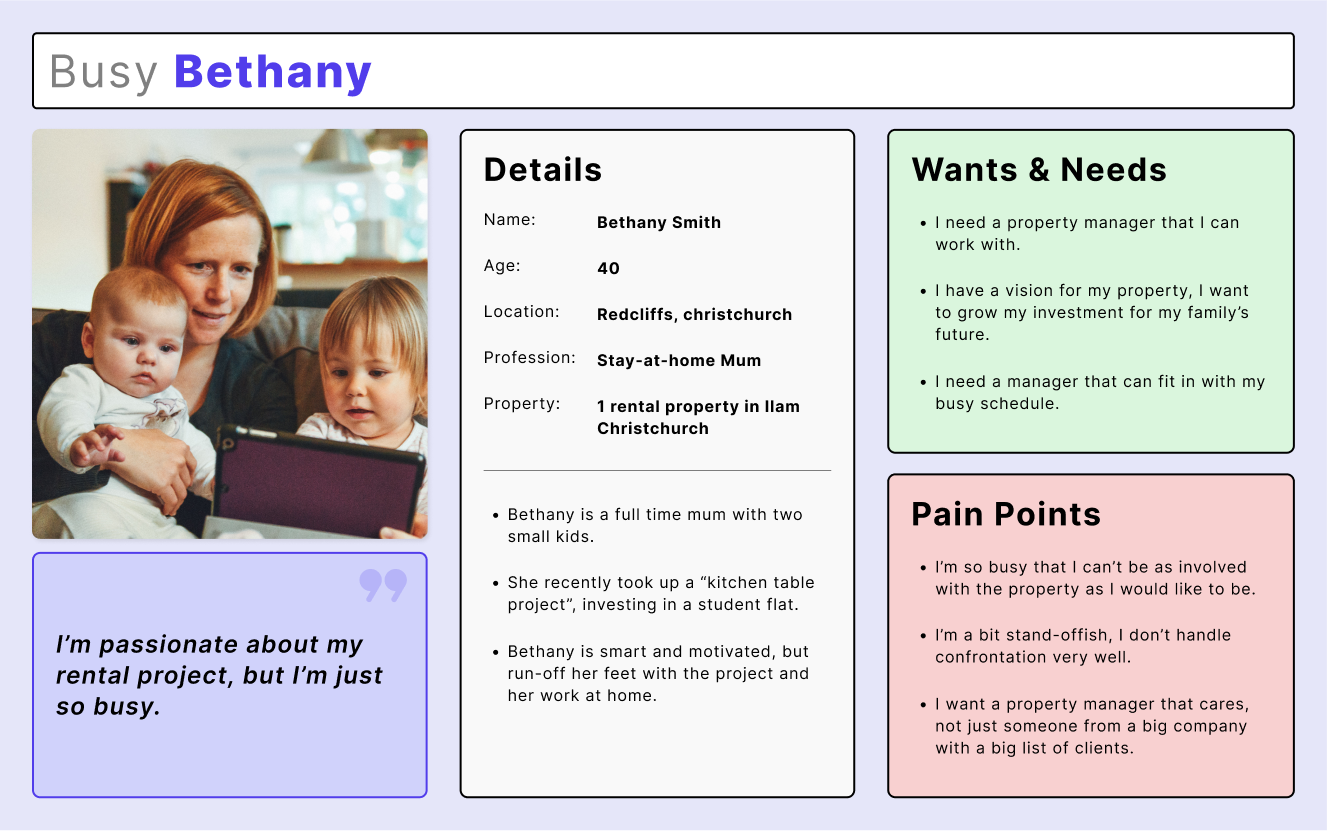 Busy Bethany
I’m passionate about my
rental project, but I’m just
so busy.
Details
Name: Bethany Smith
Age: 40
Location: Redcliffs, christchurch
Profession: Stay-at-home Mum
Property: 1 rental property in Ilam
Christchurch
• Bethany is a full time mum with two
small kids.
• She recently took up a “kitchen table
project”, investing in a student flat.
• Bethany is smart and motivated, but
run-off her feet with the project and
her work at home.
Wants & Needs
• I need a property manager that I can
work with.
• I have a vision for my property, I want
to grow my investment for my family’s
future.
• I need a manager that can fit in with my
busy schedule.
Pain Points
• I’m so busy that I can’t be as involved
with the property as I would like to be.
• I’m a bit stand-offish, I don’t handle
confrontation very well.
• I want a property manager that cares,
not just someone from a big company
with a big list of clients.